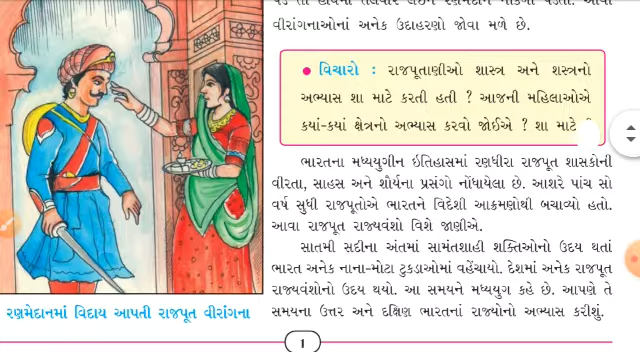 વીરાંગનાઓનાં અનેક ઉદાહરણો જોવા મળે છે.
● વિચારો : રાજપૂતાણીઓ શાસ્ત્ર અને શસ્ત્રનો
અભ્યાસ શા માટે કરતી હતી ? આજની મહિલાઓએ
કયાં-કયાં ક્ષેત્રનો અભ્યાસ કરવો જોઈએ ? શા માટે
ભારતના મધ્યયુગીન ઇતિહાસમાં રણધીરા રાજપૂત શાસકોની
વીરતા, સાહસ અને શૌર્યના પ્રસંગો નોંધાયેલા છે. આશરે પાંચ સો
વર્ષ સુધી રાજપૂતોએ ભારતને વિદેશી આક્રમણોથી બચાવ્યો હતો.
આવા રાજપૂત રાજ્યવંશો વિશે જાણીએ.
સાતમી સદીના અંતમાં સામંતશાહી શક્તિઓનો ઉદય થતાં
ભારત અનેક નાના-મોટા ટુકડાઓમાં વહેંચાયો. દેશમાં અનેક રાજપૂત
રાજ્યવંશોનો ઉદય થયો. આ સમયને મધ્યયુગ કહે છે. આપણે તે
સમયના ઉત્તર અને દક્ષિણ ભારતનાં રાજ્યોનો અભ્યાસ કરીશું.
રણમેદાનમાં વિદાય આપતી રાજપૂત વીરાંગના
1